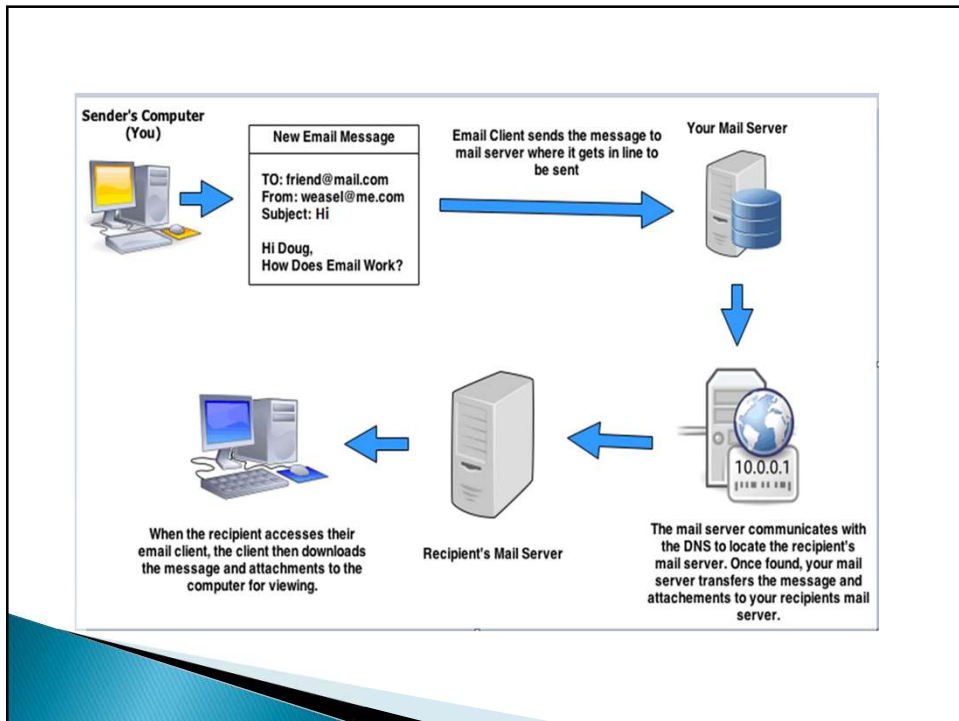 Sender's Computer
(You)
New Email Message
TO: friend@mail.com
From: weasel@me.com
Subject: Hi
Hi Doug,
How Does Email Work?
Email Client sends the message to
mail server where it gets in line to
be sent
Your Mail Server
10.0.0.1
The mail server communicates with
the DNS to locate the recipient's
mail server. Once found, your mail
server transfers the message and
attachements to your recipients mail
server.
Recipient's Mail Server
When the recipient accesses their
email client, the client then downloads
the message and attachments to the
computer for viewing.